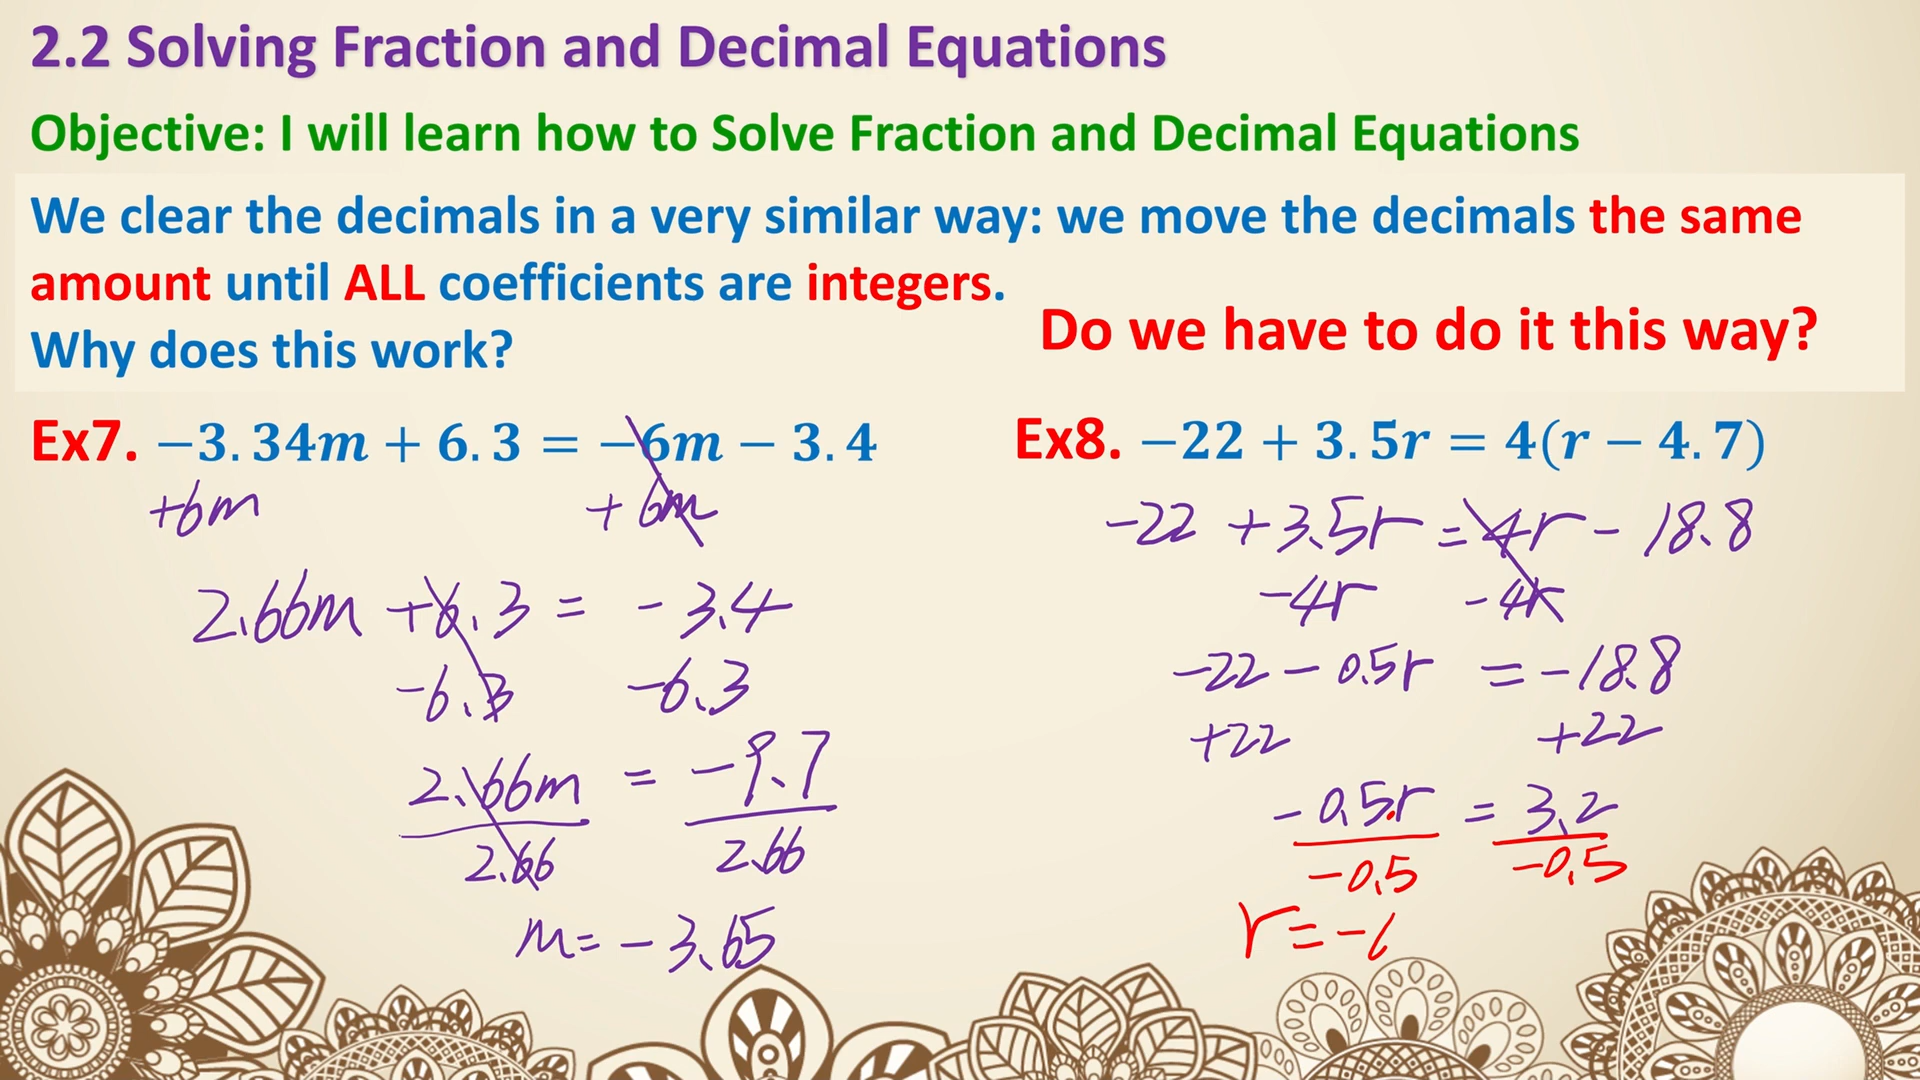 2.2 Solving Fraction and Decimal Equations
Objective: I will learn how to Solve Fraction and Decimal Equations
We clear the decimals in a very similar way: we move the decimals the same
amount until ALL coefficients are integers.
Why does this work?
Do we have to do it this way?
Ex7. −3.34m + 6.3 = −6m − 3.4
+6m +6m
2.66m +6.3 = -3.4
-6.3 -6.3
2.66m = -9.7
2.66 2.66
m = -3.65
Ex8. −22 + 3.5r = 4(r − 4.7)
-22 +3.5r = 4r - 18.8
-4r -4r
-22 - 0.5r = -18.8
+22 +22
-0.5r = 3.2
-0.5 -0.5
r = -6